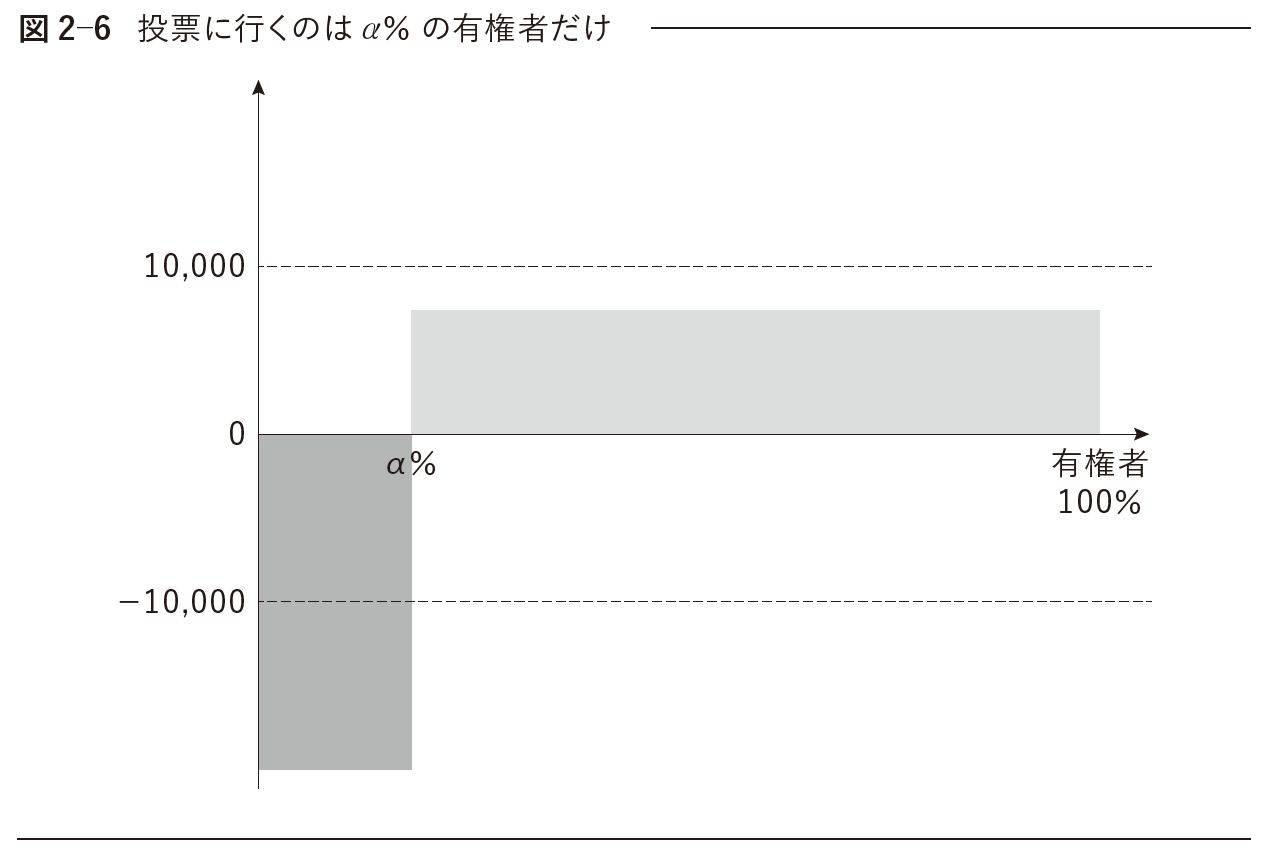 図 2–6 投票に行くのは α% の有権者だけ
10,000
0
α%
有権者
100%
−10,000